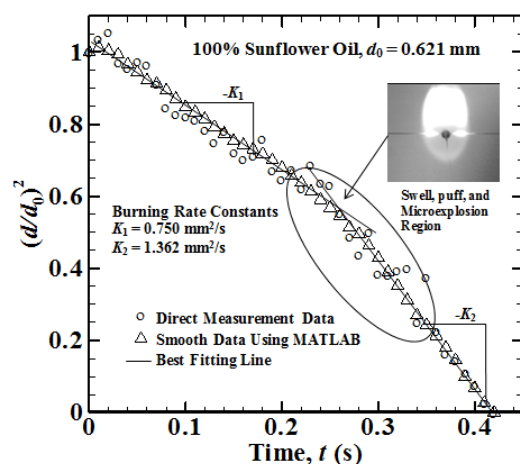 100% Sunflower Oil, d₀ = 0.621 mm
1
-K₁
0.8
(d/d₀)²
0.6
Swell, puff, and
Microexplosion
Region
Burning Rate Constants
K₁ = 0.750 mm²/s
K₂ = 1.362 mm²/s
0.4
-K₂
Direct Measurement Data
Smooth Data Using MATLAB
Best Fitting Line
0.2
0
0 0.1 0.2 0.3 0.4
Time, t (s)